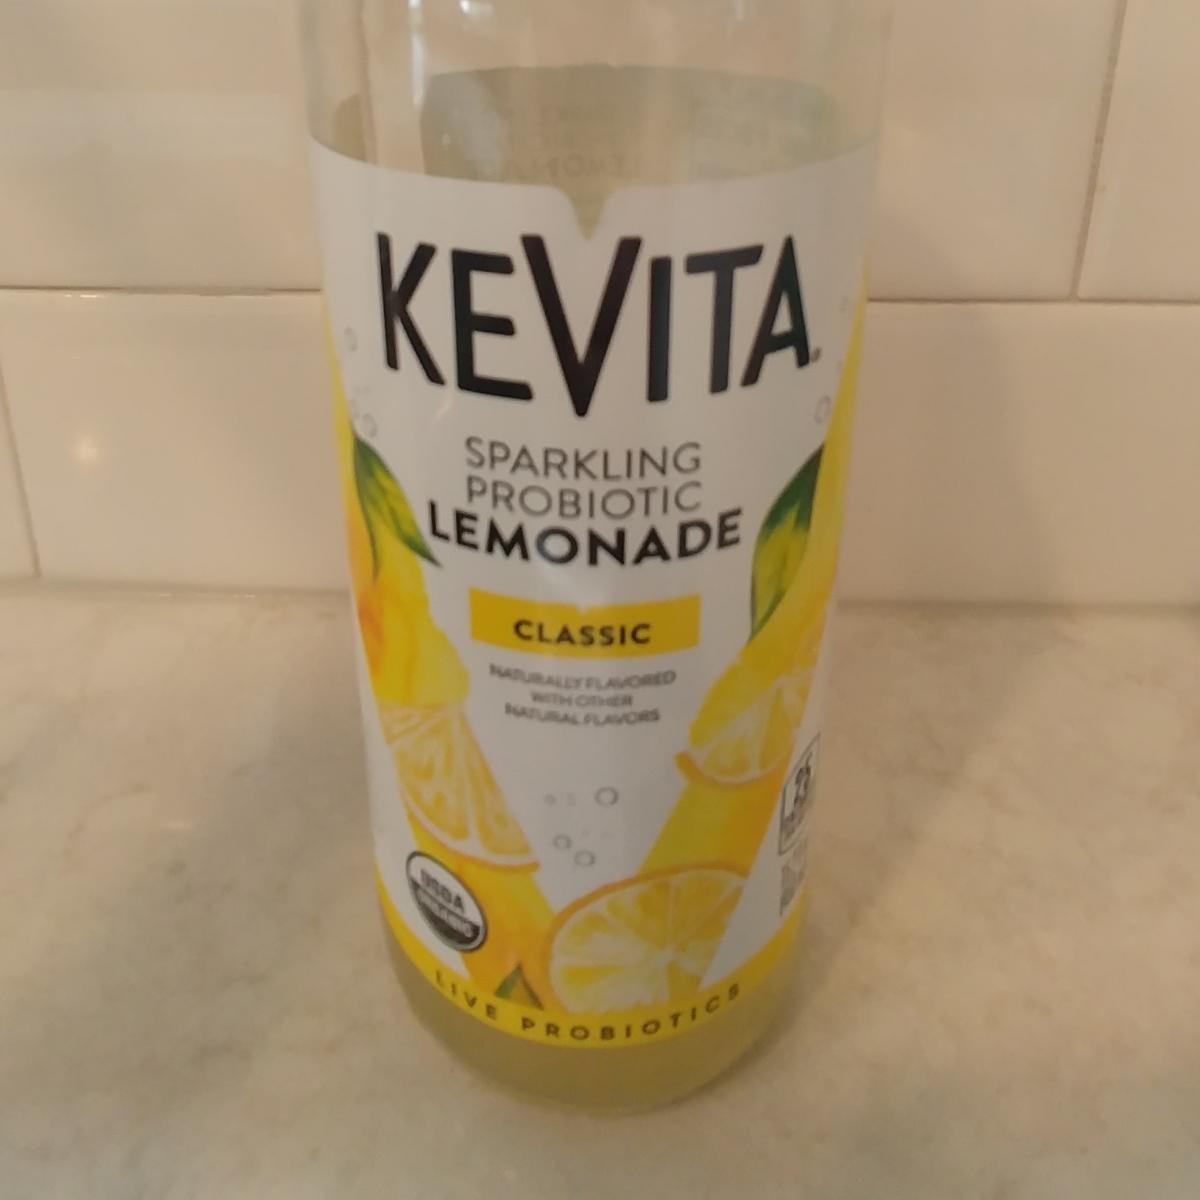 KEVITA
SPARKLING
PROBIOTIC
LEMONADE
CLASSIC
NATURALLY FLAVORED
WITH OTHER
NATURAL FLAVORS
USDA
ORGANIC
LIVE PROBIOTICS